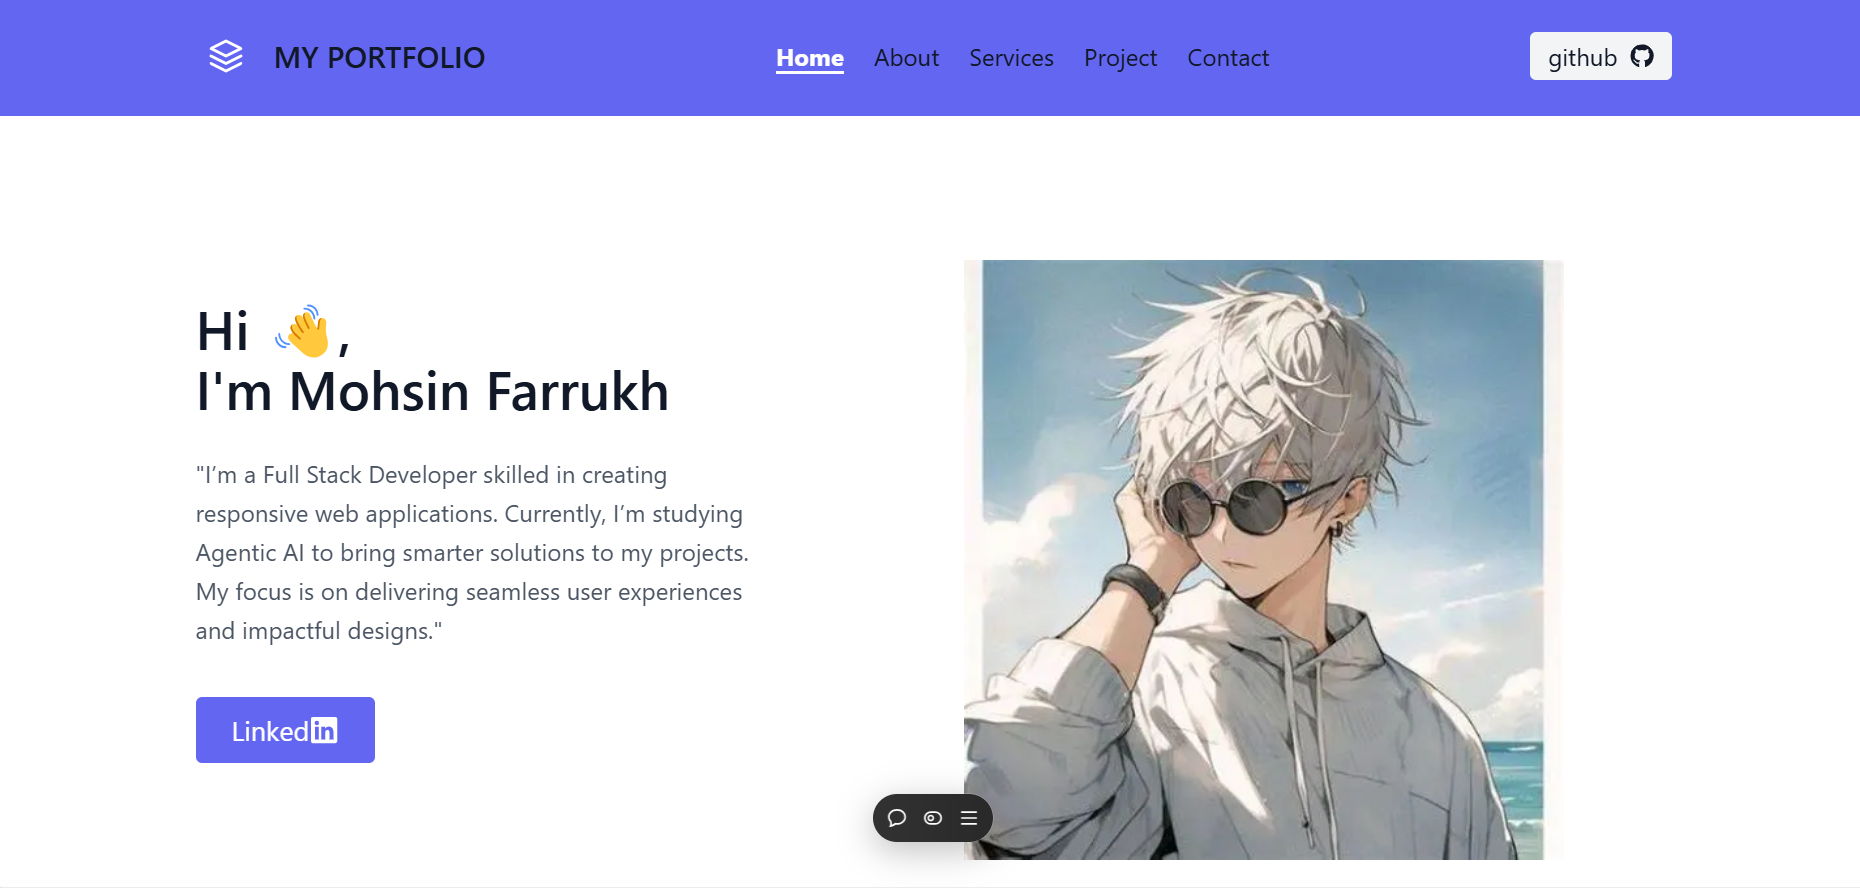 MY PORTFOLIO
Home About Services Project Contact
github
Hi 👋,
I'm Mohsin Farrukh
"I’m a Full Stack Developer skilled in creating
responsive web applications. Currently, I’m studying
Agentic AI to bring smarter solutions to my projects.
My focus is on delivering seamless user experiences
and impactful designs."
Linkedin